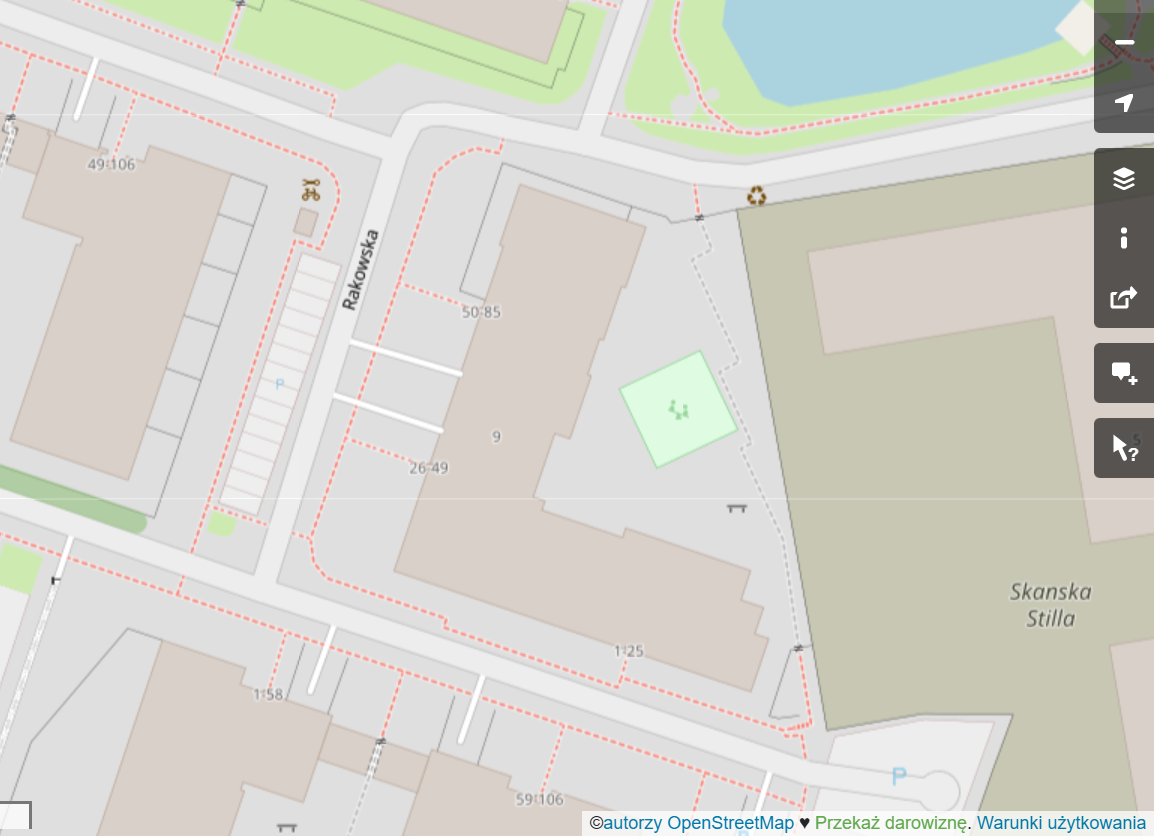 49-106
Rakowska
50-85
P
9
26-49
5
Skanska
Stilla
1-25
1-58
59-106
P
©autorzy OpenStreetMap ♥ Przekaż darowiznę. Warunki użytkowania